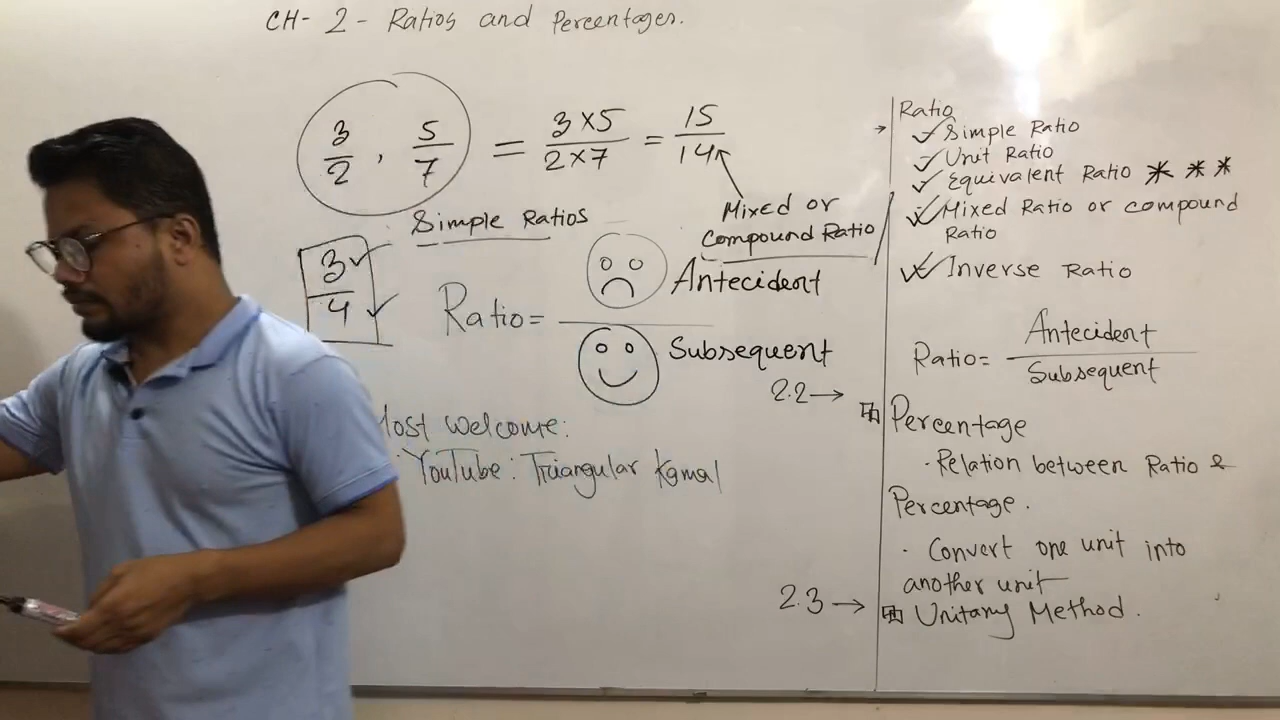 CH- 2 - Ratios and Percentages.
3/2 , 5/7 = 3×5/2×7 = 15/14
Simple Ratios
Mixed or
Compound Ratio
3/4
Ratio=
Antecident
Subsequent
Most welcome:
YouTube: Triangular Kamal
Ratio
Simple Ratio
Unit Ratio
Equivalent Ratio * * *
Mixed Ratio or compound
Ratio
Inverse Ratio
Ratio= Antecident/Subsequent
2.2→
Percentage
· Relation between Ratio &
Percentage.
· Convert one unit into
another unit
2.3 →
Unitary Method.